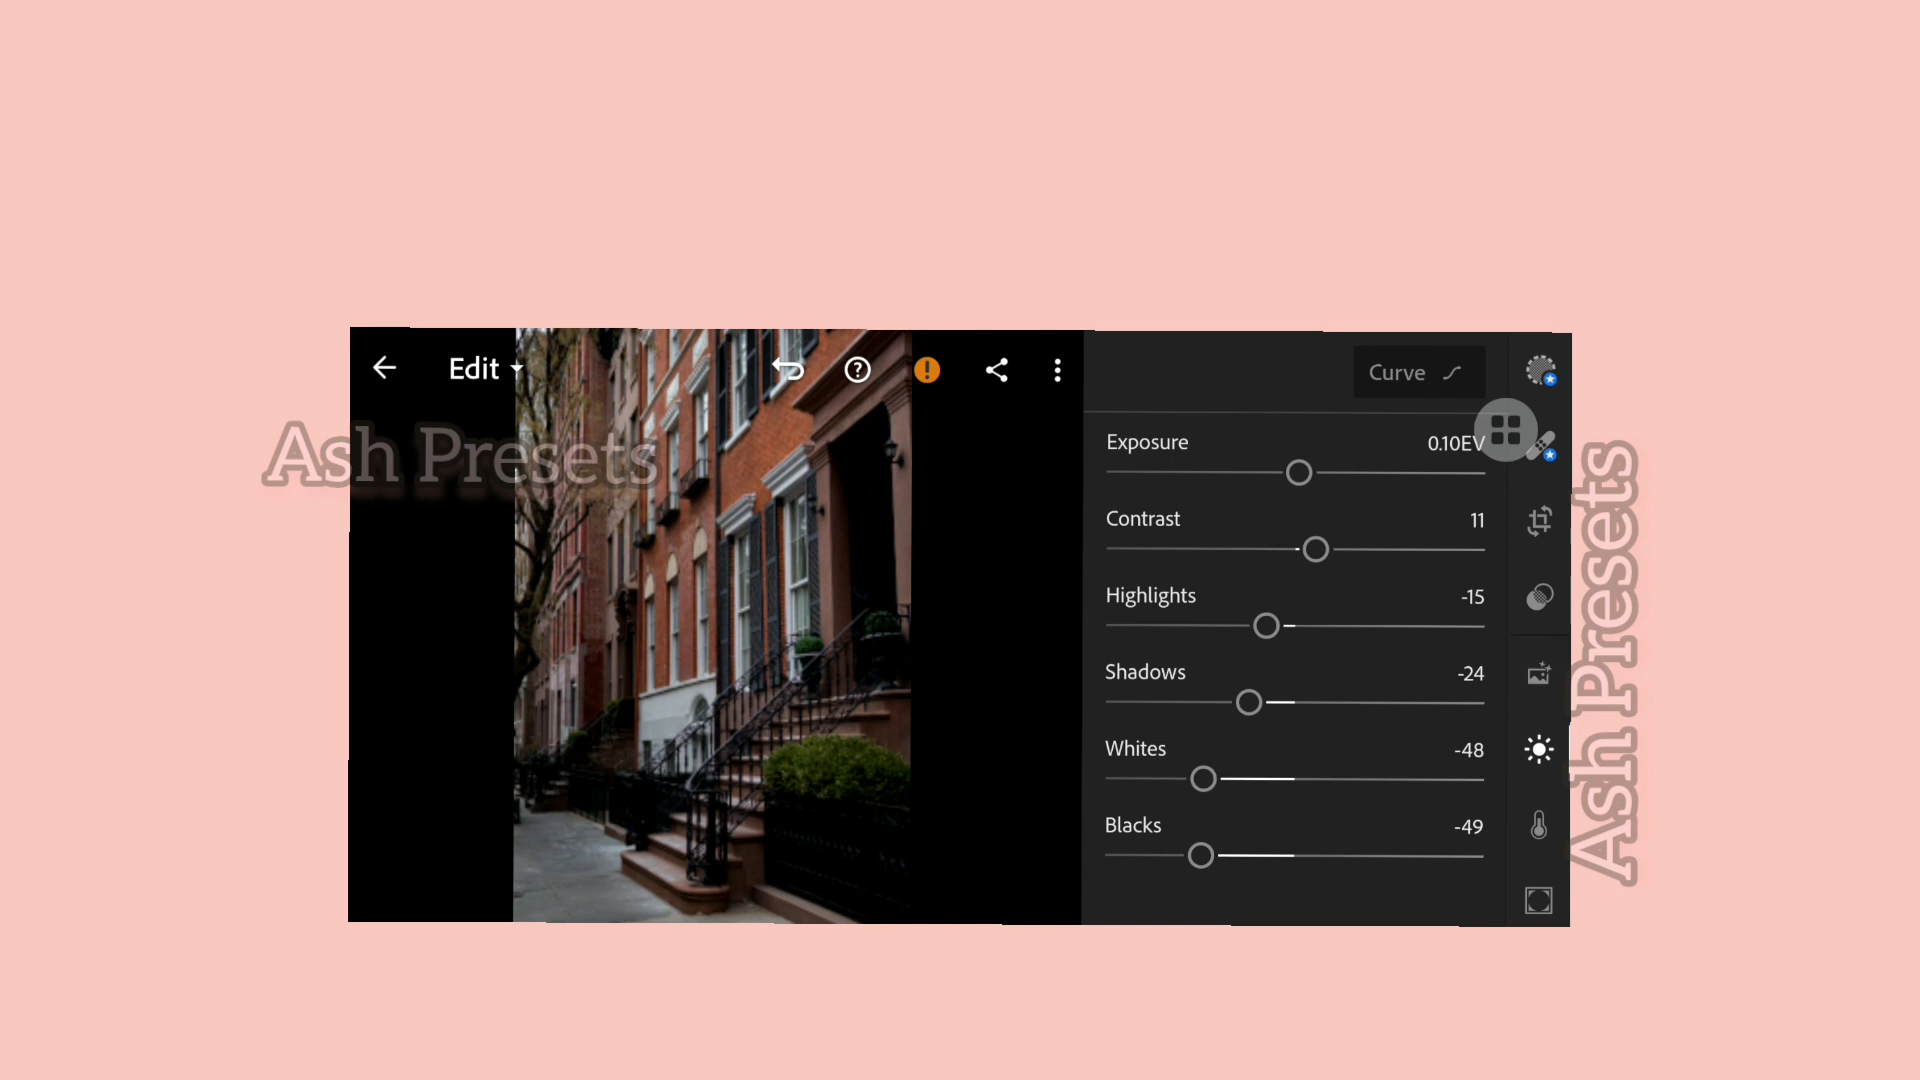 Edit
Curve
Ash Presets
Exposure 0.10EV
Contrast 11
Highlights -15
Shadows -24
Whites -48
Blacks -49
Ash Presets